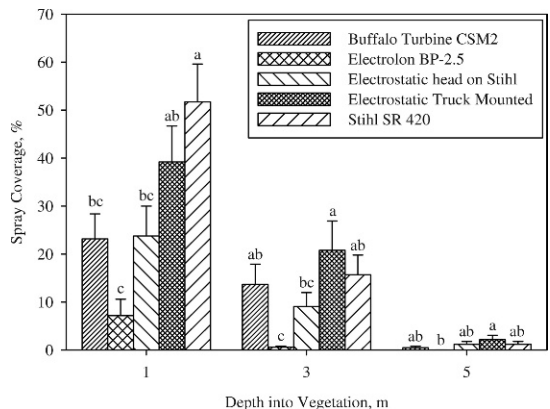 70
60
50
40
30
20
10
0
Spray Coverage, %
Buffalo Turbine CSM2
Electrolon BP-2.5
Electrostatic head on Stihl
Electrostatic Truck Mounted
Stihl SR 420
bc
c
bc
ab
a
ab
c
bc
a
ab
ab
b
ab
a
ab
1
3
5
Depth into Vegetation, m